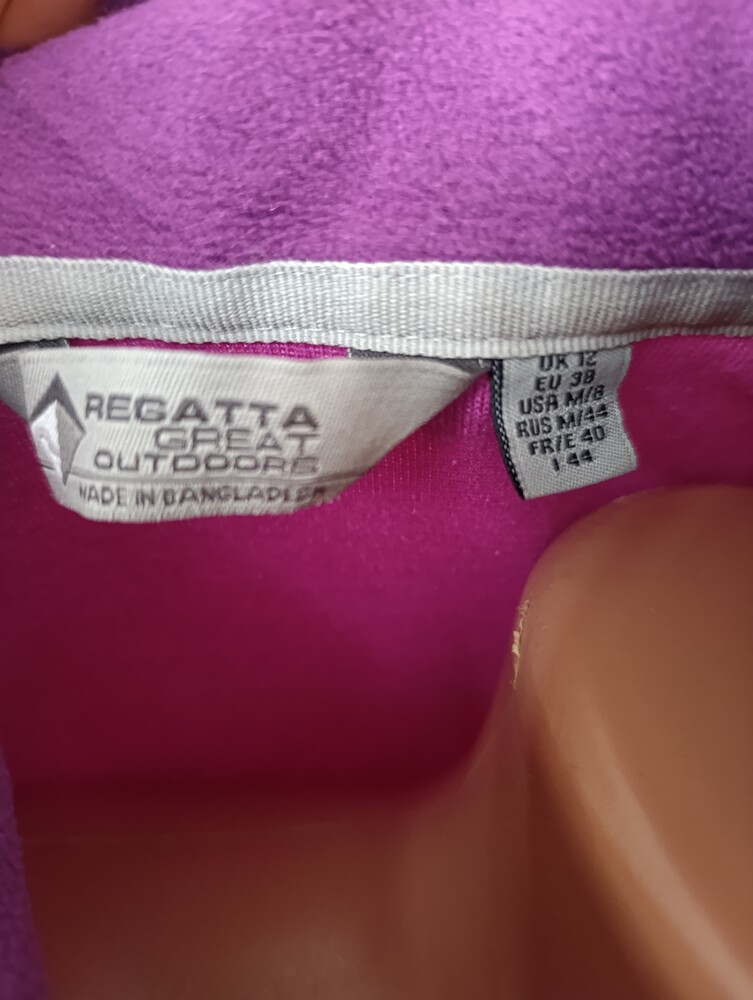 REGATTA
GREAT
OUTDOORS
MADE IN BANGLADESH
UK 12
EU 38
USA M/8
RUS M/44
FR/E 40
I 44